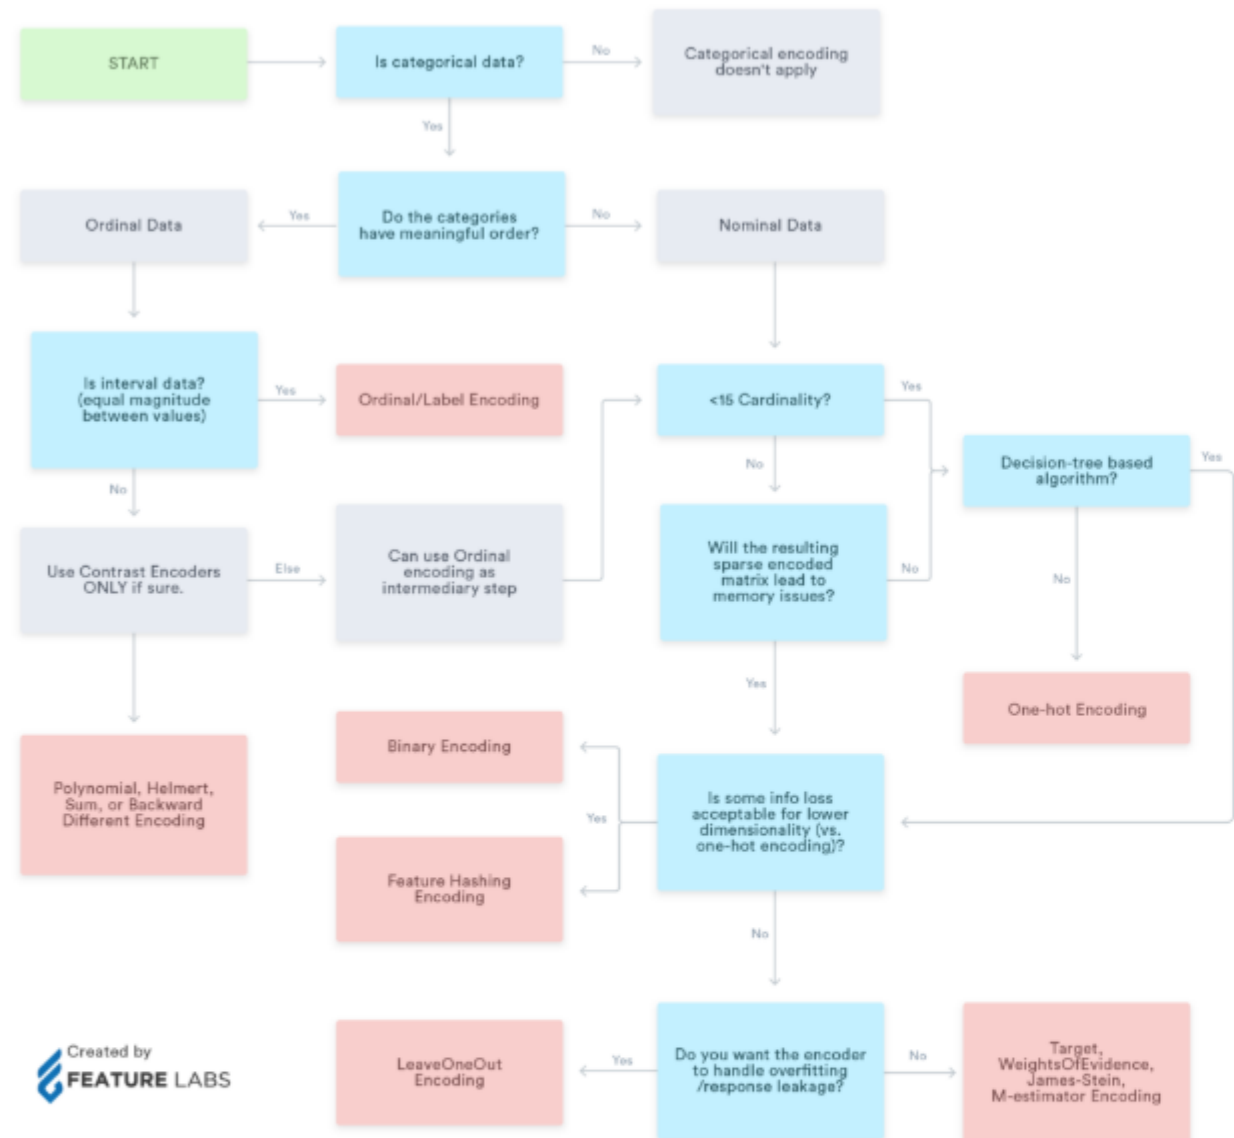 START
Is categorical data?
No
Categorical encoding
doesn't apply
Yes
Ordinal Data
Yes
Do the categories
have meaningful order?
No
Nominal Data
Is interval data?
(equal magnitude
between values)
Yes
Ordinal/Label Encoding
<15 Cardinality?
Yes
No
No
Decision-tree based
algorithm?
Yes
Use Contrast Encoders
ONLY if sure.
Else
Can use Ordinal
encoding as
intermediary step
Will the resulting
sparse encoded
matrix lead to
memory issues?
No
No
Yes
One-hot Encoding
Polynomial, Helmert,
Sum, or Backward
Different Encoding
Binary Encoding
Yes
Feature Hashing
Encoding
Is some info loss
acceptable for lower
dimensionality (vs.
one-hot encoding)?
No
Created by
FEATURE LABS
LeaveOneOut
Encoding
Yes
Do you want the encoder
to handle overfitting
/response leakage?
No
Target,
WeightsOfEvidence,
James-Stein,
M-estimator Encoding